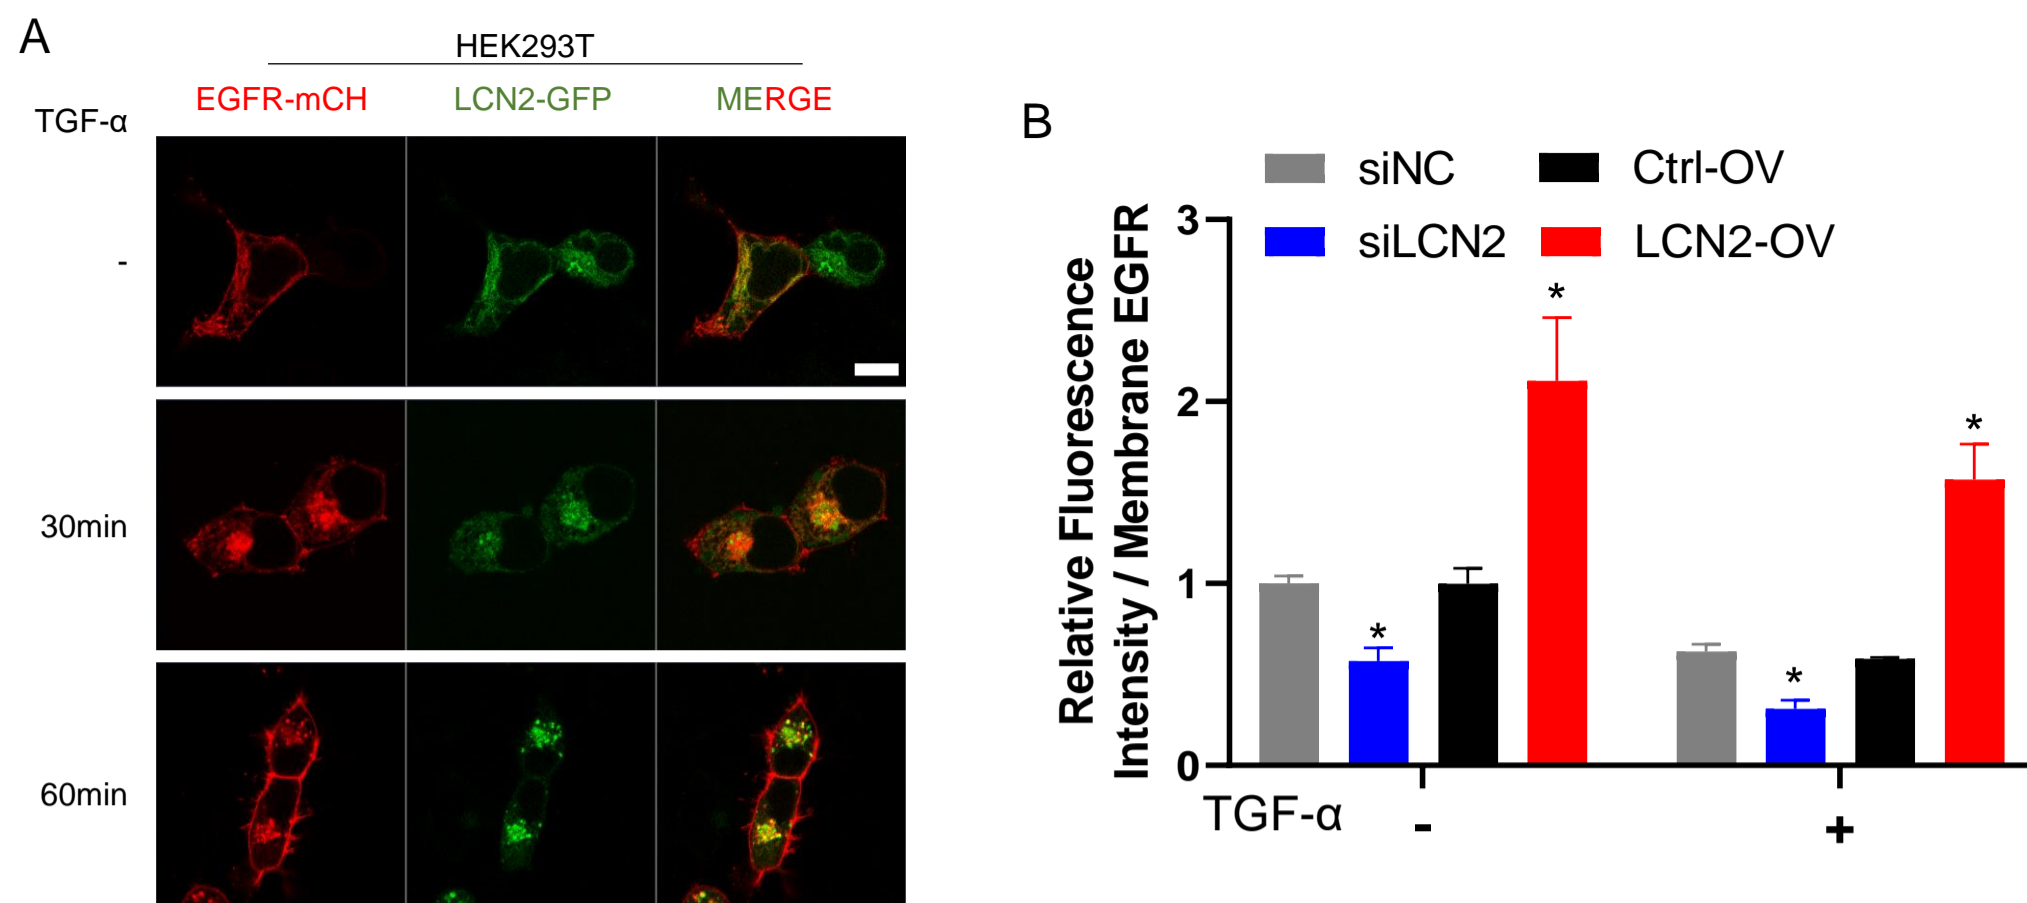 A
HEK293T
EGFR-mCH LCN2-GFP MERGE
TGF-α
-
30min
60min
B
siNC Ctrl-OV
siLCN2 LCN2-OV
Relative Fluorescence
Intensity / Membrane EGFR
3
2
1
0
*
*
*
*
TGF-α - +